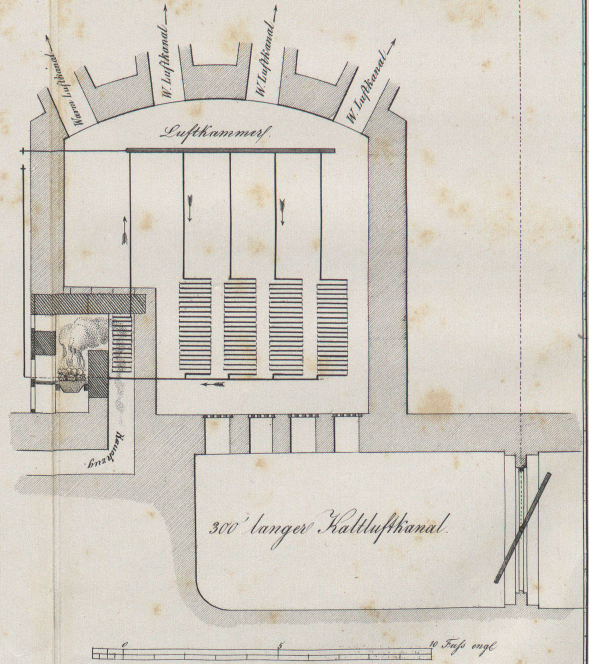 Warm Luftkanal
W. Luftkanal
W. Luftkanal
W. Luftkanal
Luftkammer
Rauchzug.
300' langer Kaltluftkanal.
0 5 10 Fuss engl.